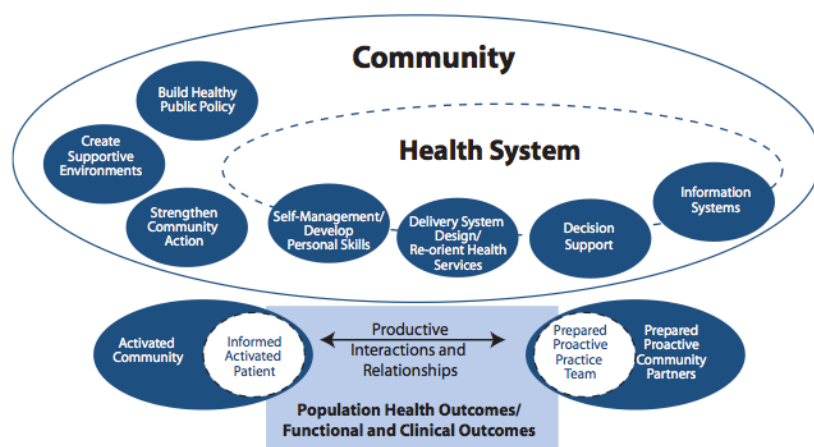 Community
Build Healthy
Public Policy
Create
Supportive
Environments
Strengthen
Community
Action
Health System
Self-Management/
Develop
Personal Skills
Delivery System
Design/
Re-orient Health
Services
Decision
Support
Information
Systems
Activated
Community
Informed
Activated
Patient
Productive
Interactions and
Relationships
Prepared
Proactive
Practice
Team
Prepared
Proactive
Community
Partners
Population Health Outcomes/
Functional and Clinical Outcomes